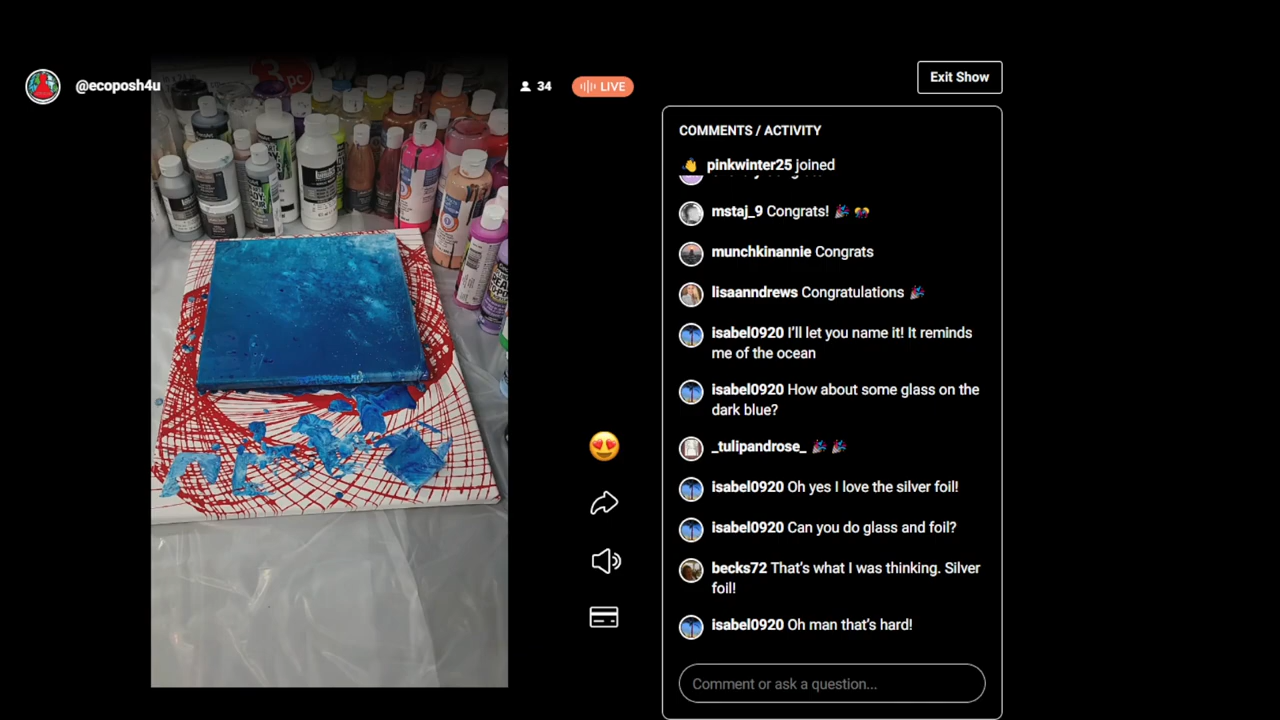 3
pc
@ecoposh4u
34
LIVE
Exit Show
COMMENTS / ACTIVITY
pinkwinter25 joined
mstaj_9 Congrats! 🎉 🎊
munchkinannie Congrats
lisaanndrews Congratulations 🎉
isabel0920 I'll let you name it! It reminds
me of the ocean
isabel0920 How about some glass on the
dark blue?
_tulipandrose_ 🎉 🎉
isabel0920 Oh yes I love the silver foil!
isabel0920 Can you do glass and foil?
becks72 That's what I was thinking. Silver
foil!
isabel0920 Oh man that's hard!
Comment or ask a question...